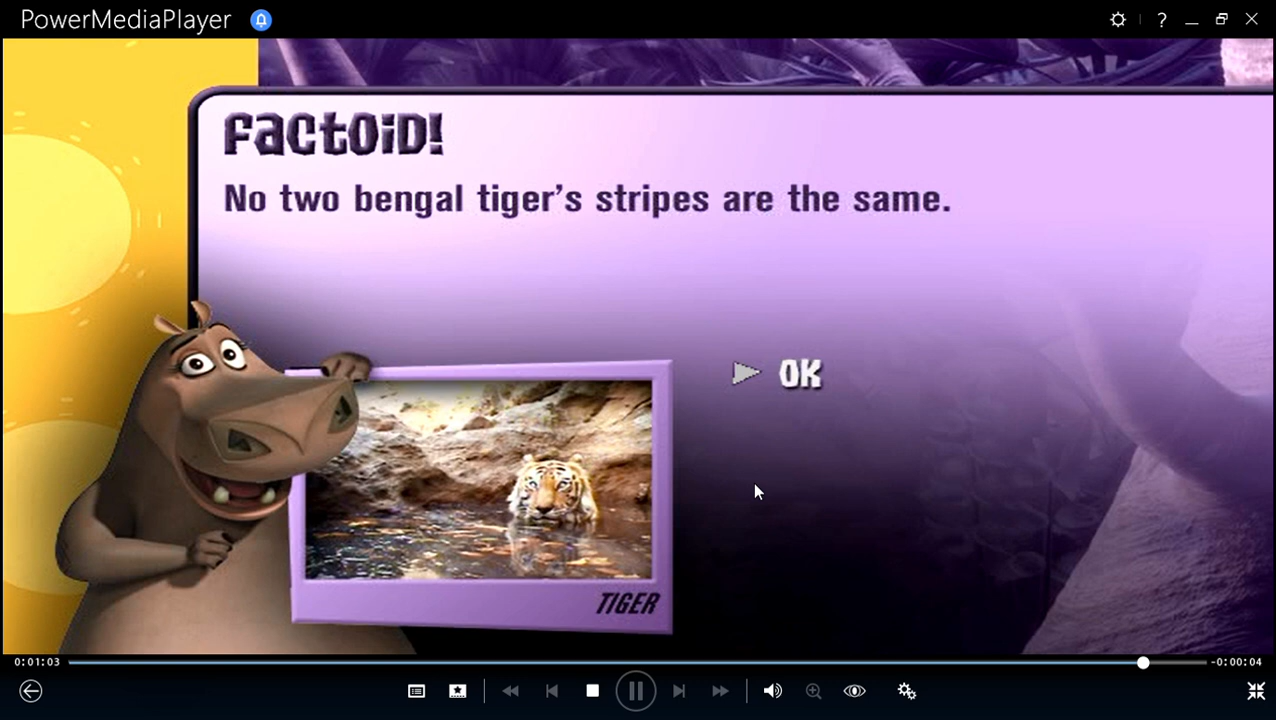 PowerMediaPlayer
Factoid!
No two bengal tiger's stripes are the same.
OK
TIGER
0:01:03
-0:00:04